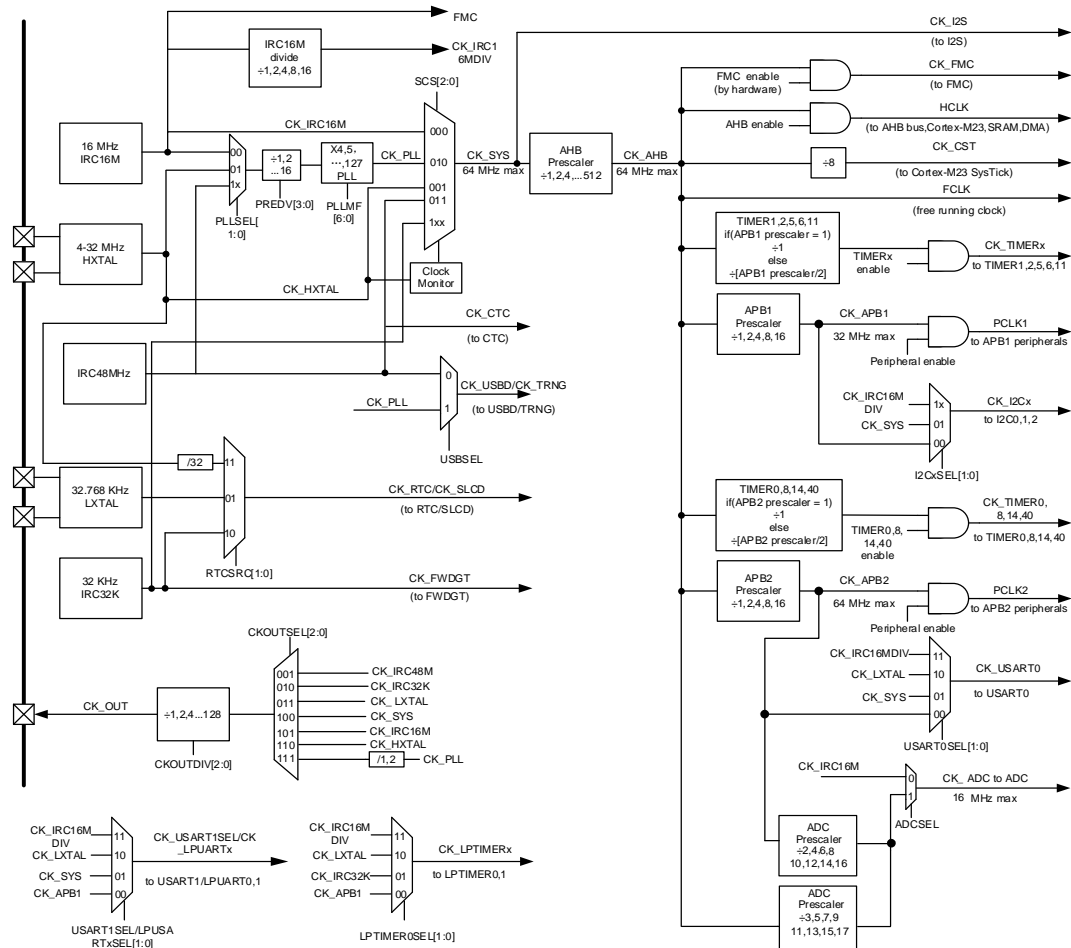 FMC
IRC16M
divide
÷1,2,4,8,16
CK_IRC1
6MDIV
SCS[2:0]
16 MHz
IRC16M
CK_IRC16M
00
01
1x
PLLSEL[
1:0]
÷1,2
...16
PREDV[3:0]
X4,5,
...,127
PLL
PLLMF
[6:0]
CK_PLL
000
010
001
011
1xx
CK_SYS
64 MHz max
AHB
Prescaler
÷1,2,4,...512
CK_AHB
64 MHz max
4-32 MHz
HXTAL
CK_HXTAL
Clock
Monitor
CK_CTC
(to CTC)
IRC48MHz
CK_PLL
0
1
USBSEL
CK_USBD/CK_TRNG
(to USBD/TRNG)
/32
11
01
10
RTCSRC[1:0]
32.768 KHz
LXTAL
CK_RTC/CK_SLCD
(to RTC/SLCD)
32 KHz
IRC32K
CK_FWDGT
(to FWDGT)
CKOUTSEL[2:0]
CK_OUT
÷1,2,4...128
CKOUTDIV[2:0]
001
010
011
100
101
110
111
CK_IRC48M
CK_IRC32K
CK_LXTAL
CK_SYS
CK_IRC16M
CK_HXTAL
/1,2
CK_PLL
CK_IRC16M
DIV
CK_LXTAL
CK_SYS
CK_APB1
11
10
01
00
CK_USART1SEL/CK
_LPUARTx
to USART1/LPUART0,1
USART1SEL/LPUSA
RTxSEL[1:0]
CK_IRC16M
DIV
CK_LXTAL
CK_IRC32K
CK_APB1
11
10
01
00
CK_LPTIMERx
to LPTIMER0,1
LPTIMER0SEL[1:0]
CK_I2S
(to I2S)
FMC enable
(by hardware)
CK_FMC
(to FMC)
AHB enable
HCLK
(to AHB bus,Cortex-M23,SRAM,DMA)
÷8
CK_CST
(to Cortex-M23 SysTick)
FCLK
(free running clock)
TIMER1,2,5,6,11
if(APB1 prescaler = 1)
÷1
else
÷[APB1 prescaler/2]
TIMERx
enable
CK_TIMERx
to TIMER1,2,5,6,11
APB1
Prescaler
÷1,2,4,8,16
CK_APB1
32 MHz max
Peripheral enable
PCLK1
to APB1 peripherals
CK_IRC16M
DIV
CK_SYS
1x
01
00
I2CxSEL[1:0]
CK_I2Cx
to I2C0,1,2
TIMER0,8,14,40
if(APB2 prescaler = 1)
÷1
else
÷[APB2 prescaler/2]
TIMER0,8,
14,40
enable
CK_TIMER0,
8,14,40
to TIMER0,8,14,40
APB2
Prescaler
÷1,2,4,8,16
CK_APB2
64 MHz max
Peripheral enable
PCLK2
to APB2 peripherals
CK_IRC16MDIV
CK_LXTAL
CK_SYS
11
10
01
00
USART0SEL[1:0]
CK_USART0
to USART0
CK_IRC16M
0
1
ADCSEL
CK_ ADC to ADC
16 MHz max
ADC
Prescaler
÷2,4.6,8
10,12,14,16
ADC
Prescaler
÷3,5,7,9
11,13,15,17